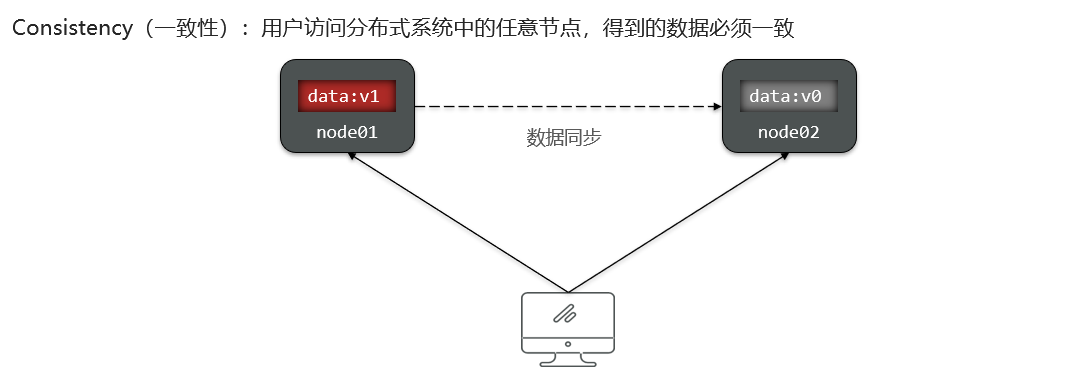 Consistency（一致性）：用户访问分布式系统中的任意节点，得到的数据必须一致
data:v1
data:v0
node01
node02
数据同步